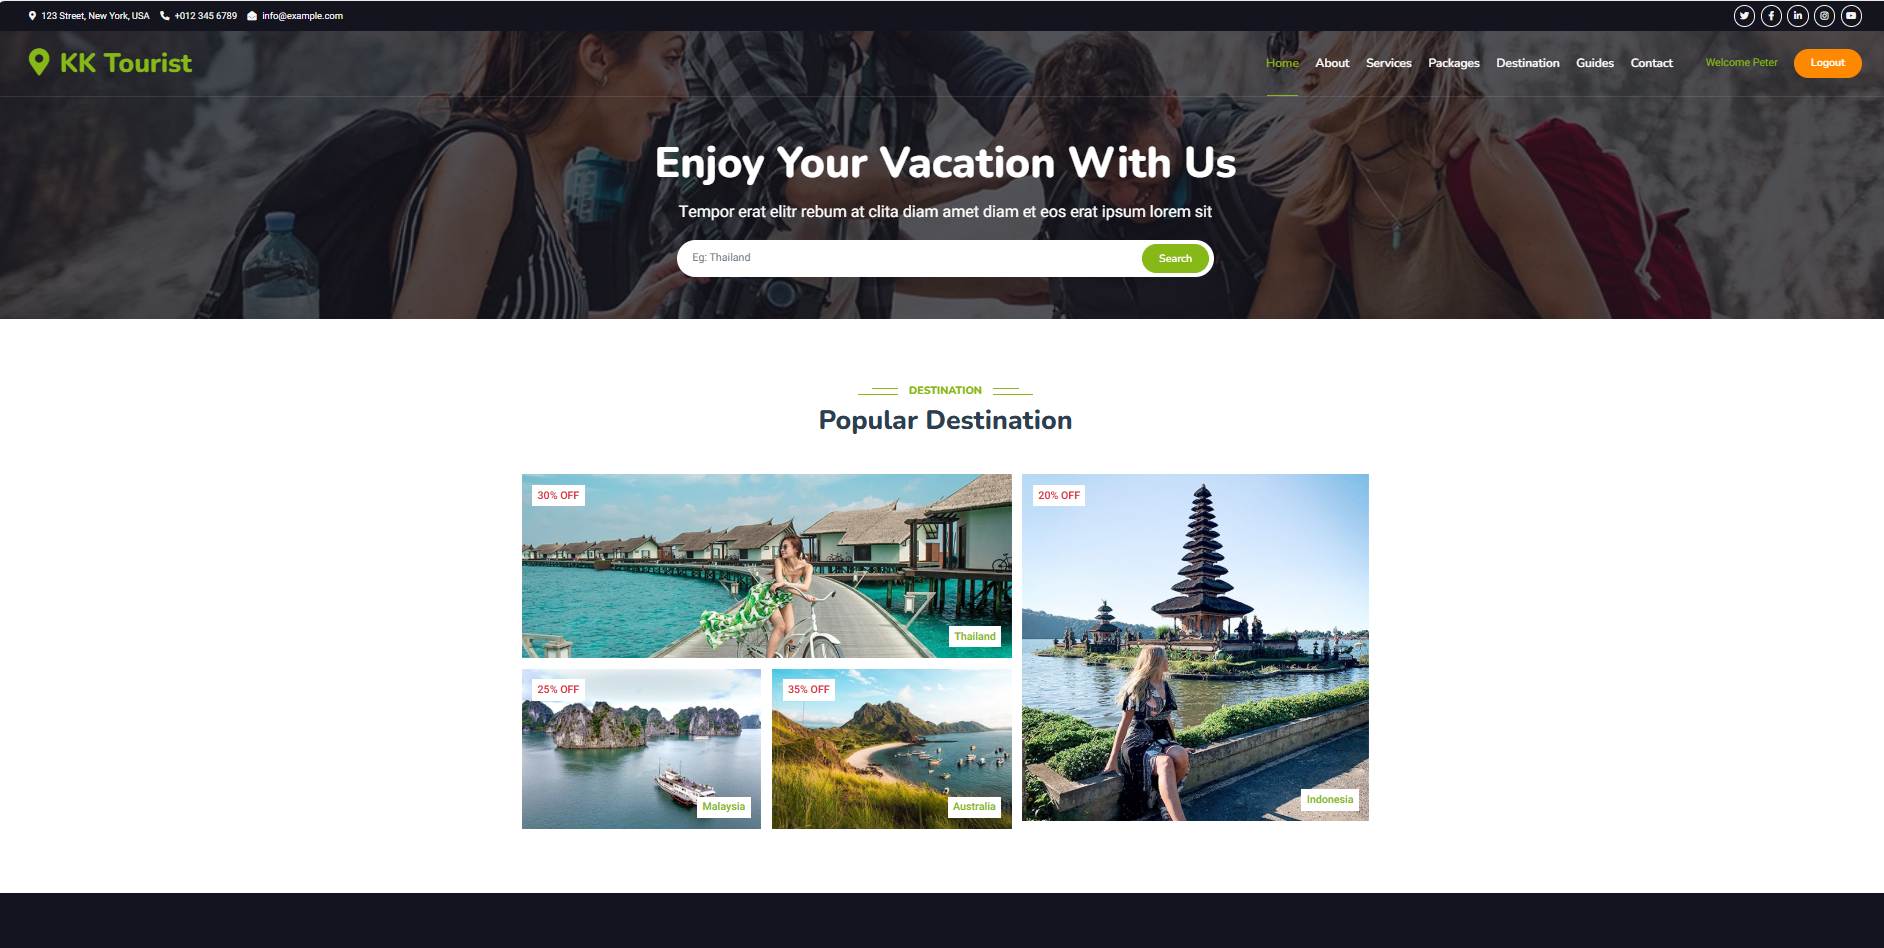 123 Street, New York, USA +012 345 6789 info@example.com
KK Tourist
Home About Services Packages Destination Guides Contact Welcome Peter Logout
Enjoy Your Vacation With Us
Tempor erat elitr rebum at clita diam amet diam et eos erat ipsum lorem sit
Eg: Thailand Search
DESTINATION
Popular Destination
30% OFF
Thailand
20% OFF
Indonesia
25% OFF
Malaysia
35% OFF
Australia